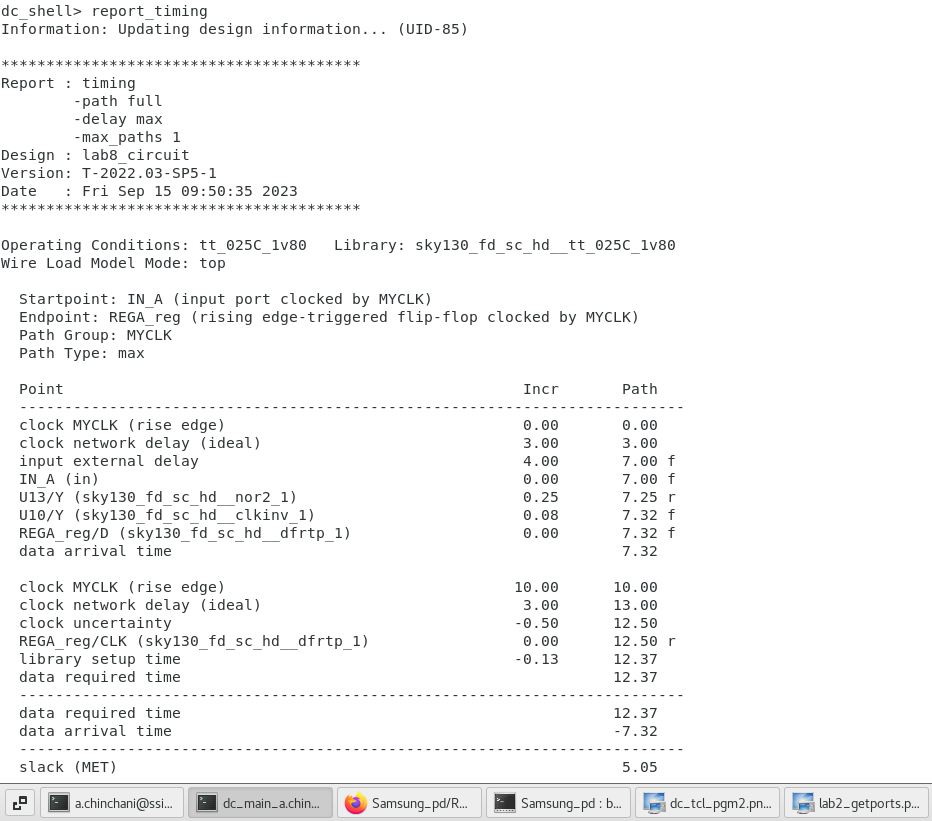 dc_shell> report_timing
Information: Updating design information... (UID-85)
****************************************
Report : timing
        -path full
        -delay max
        -max_paths 1
Design : lab8_circuit
Version: T-2022.03-SP5-1
Date   : Fri Sep 15 09:50:35 2023
****************************************
Operating Conditions: tt_025C_1v80   Library: sky130_fd_sc_hd__tt_025C_1v80
Wire Load Model Mode: top
  Startpoint: IN_A (input port clocked by MYCLK)
  Endpoint: REGA_reg (rising edge-triggered flip-flop clocked by MYCLK)
  Path Group: MYCLK
  Path Type: max
  Point                                                   Incr       Path
  --------------------------------------------------------------------------
  clock MYCLK (rise edge)                                 0.00       0.00
  clock network delay (ideal)                             3.00       3.00
  input external delay                                    4.00       7.00 f
  IN_A (in)                                               0.00       7.00 f
  U13/Y (sky130_fd_sc_hd__nor2_1)                         0.25       7.25 r
  U10/Y (sky130_fd_sc_hd__clkinv_1)                       0.08       7.32 f
  REGA_reg/D (sky130_fd_sc_hd__dfrtp_1)                   0.00       7.32 f
  data arrival time                                                  7.32
  clock MYCLK (rise edge)                                10.00      10.00
  clock network delay (ideal)                             3.00      13.00
  clock uncertainty                                      -0.50      12.50
  REGA_reg/CLK (sky130_fd_sc_hd__dfrtp_1)                 0.00      12.50 r
  library setup time                                     -0.13      12.37
  data required time                                                12.37
  --------------------------------------------------------------------------
  data required time                                                12.37
  data arrival time                                                 -7.32
  --------------------------------------------------------------------------
  slack (MET)                                                        5.05
a.chinchani@ssi... dc_main_a.chin... Samsung_pd/R... Samsung_pd : b... dc_tcl_pgm2.pn... lab2_getports.p...